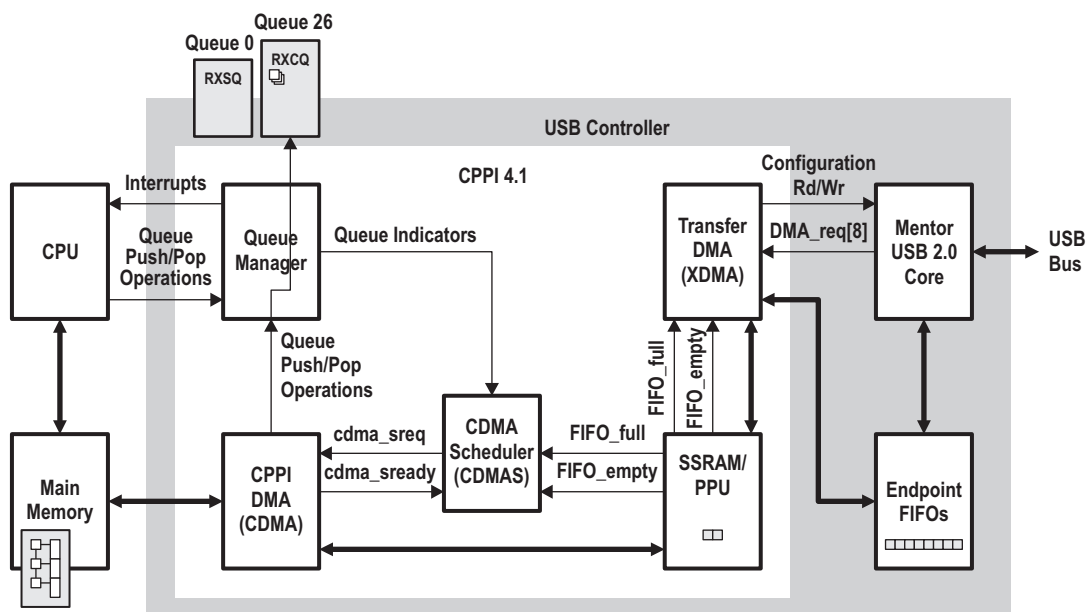 Queue 26
Queue 0
RXSQ
RXCQ
USB Controller
CPPI 4.1
Interrupts
CPU
Queue
Push/Pop
Operations
Queue
Manager
Queue Indicators
Transfer
DMA
(XDMA)
Configuration
Rd/Wr
DMA_req[8]
Mentor
USB 2.0
Core
USB
Bus
Queue
Push/Pop
Operations
FIFO_full
FIFO_empty
CDMA
Scheduler
(CDMAS)
cdma_sreq
cdma_sready
FIFO_full
FIFO_empty
Main
Memory
CPPI
DMA
(CDMA)
SSRAM/
PPU
Endpoint
FIFOs